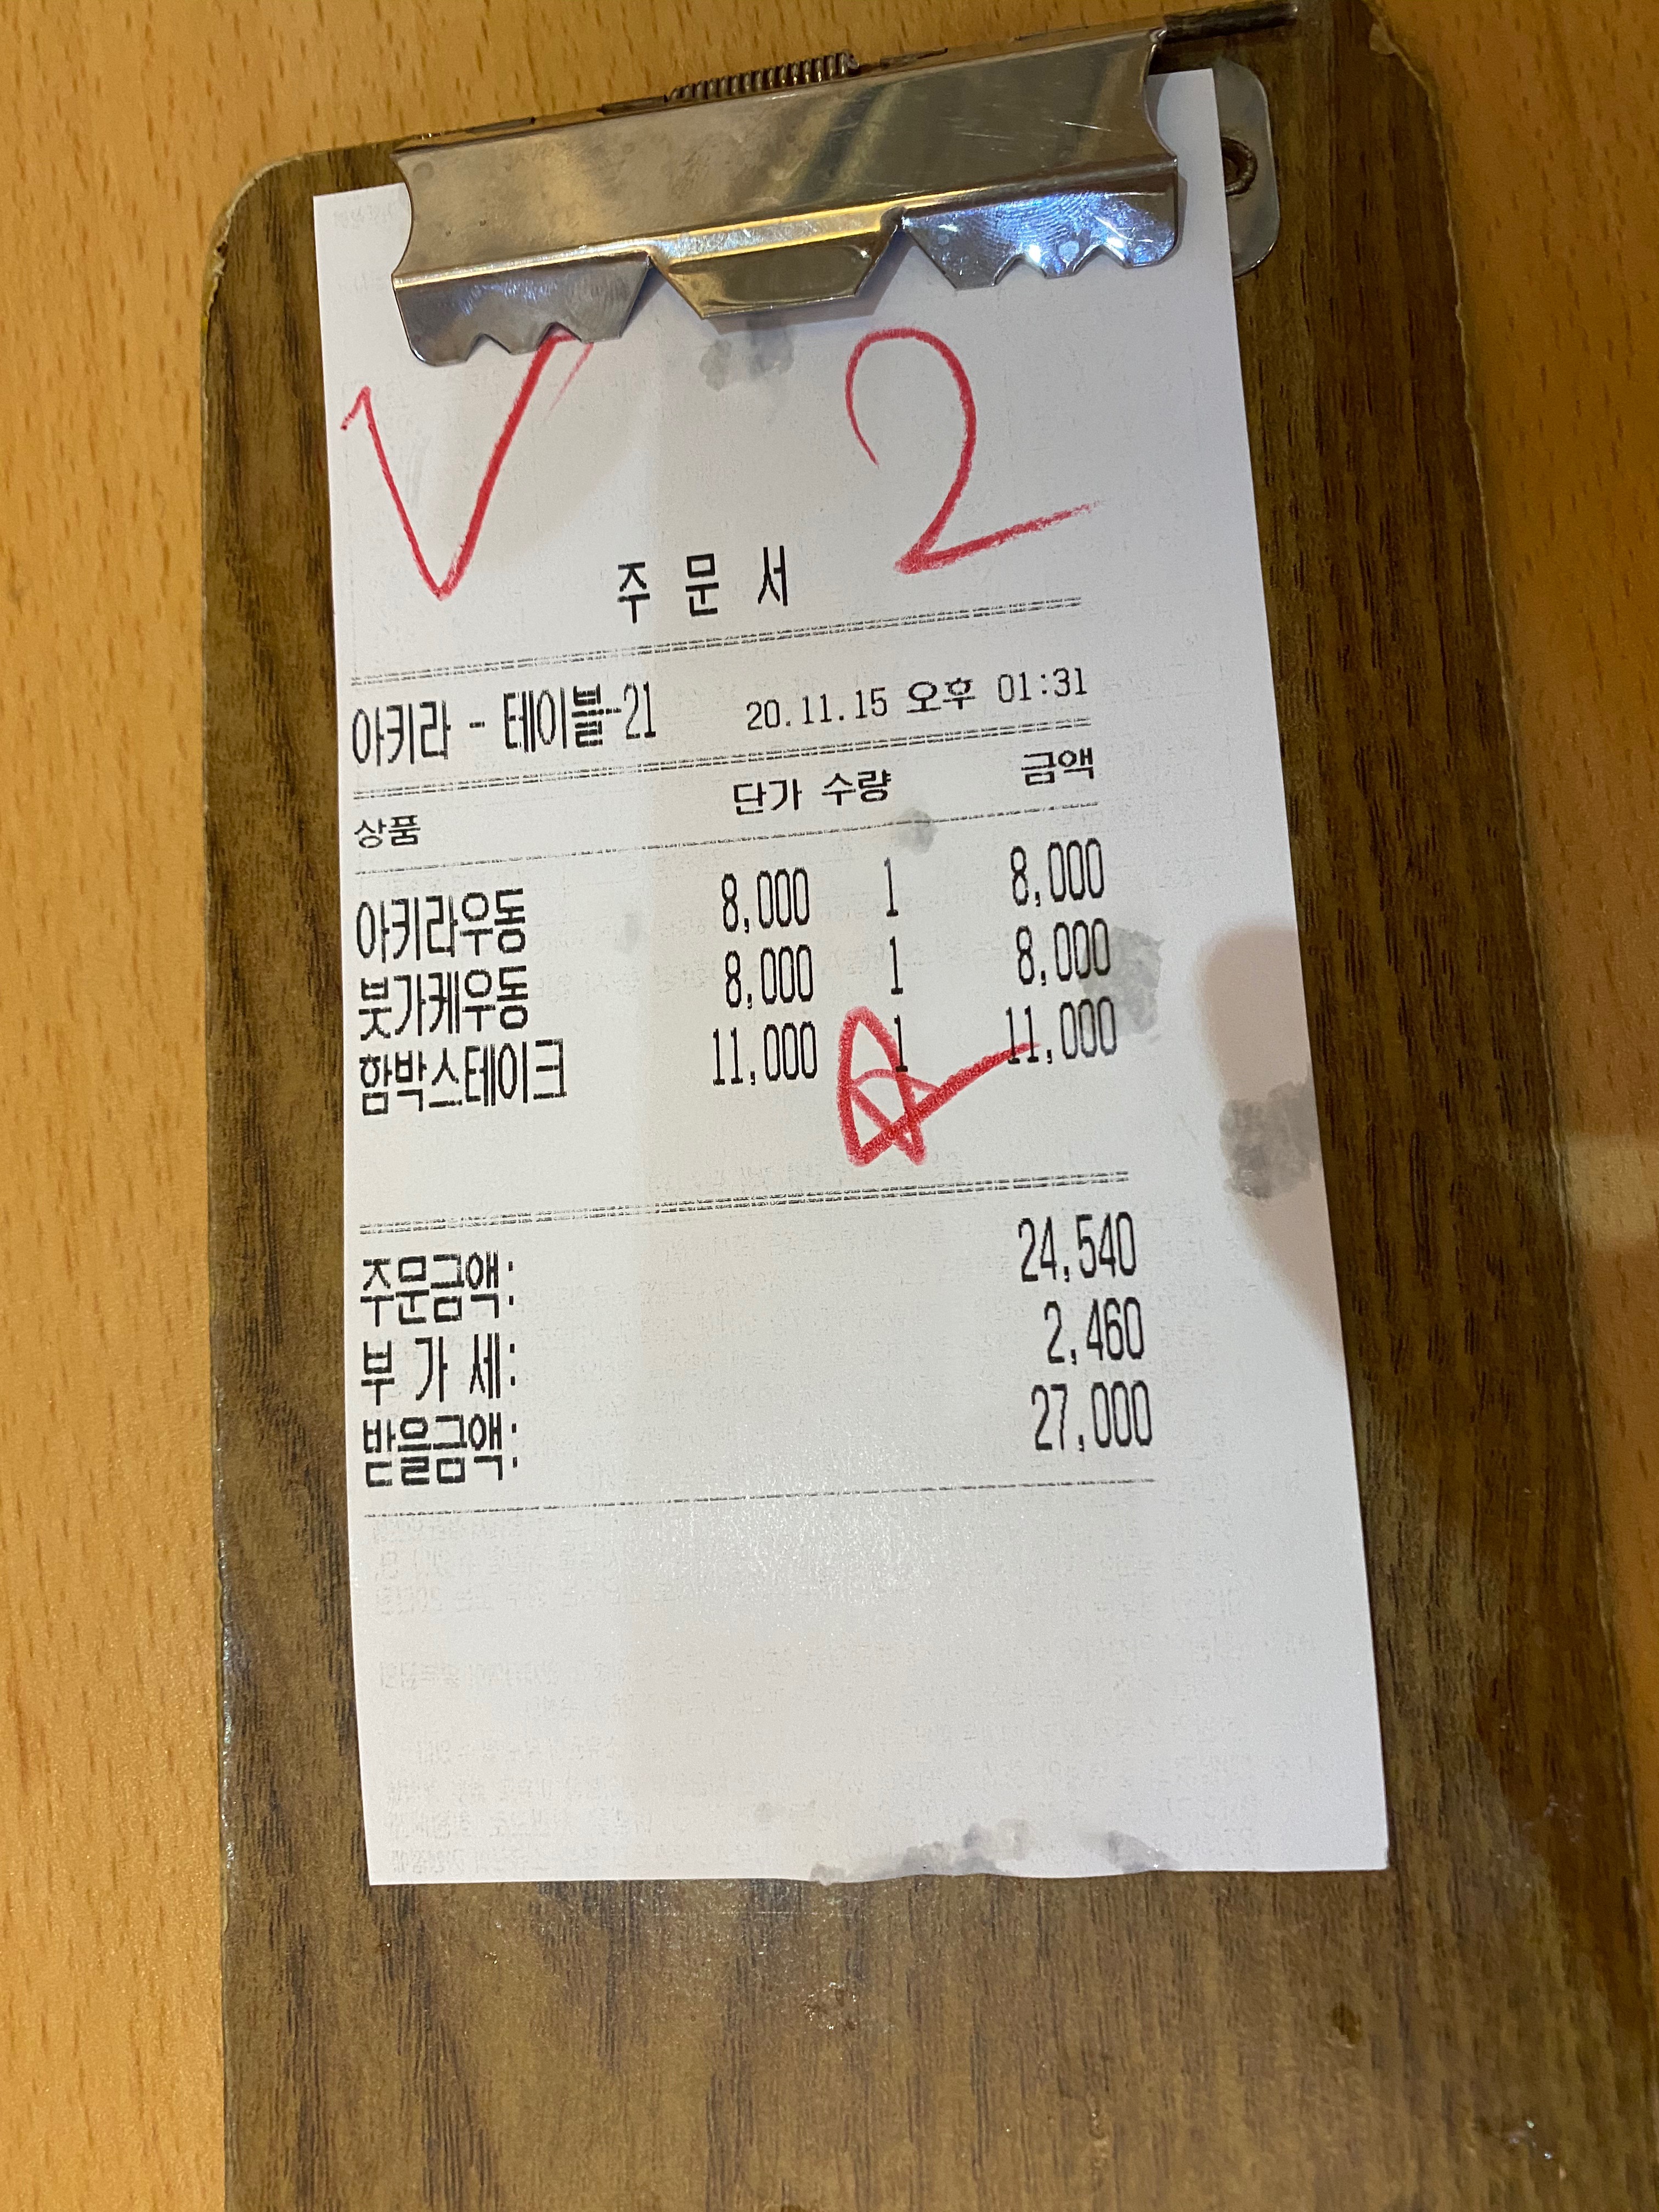 2
주 문 서
아키라 - 테이블-21 20.11.15 오후 01:31
상품 단가 수량 금액
아키라우동 8,000 1 8,000
붓가케우동 8,000 1 8,000
함박스테이크 11,000 1 11,000
주문금액: 24,540
부 가 세: 2,460
받을금액: 27,000